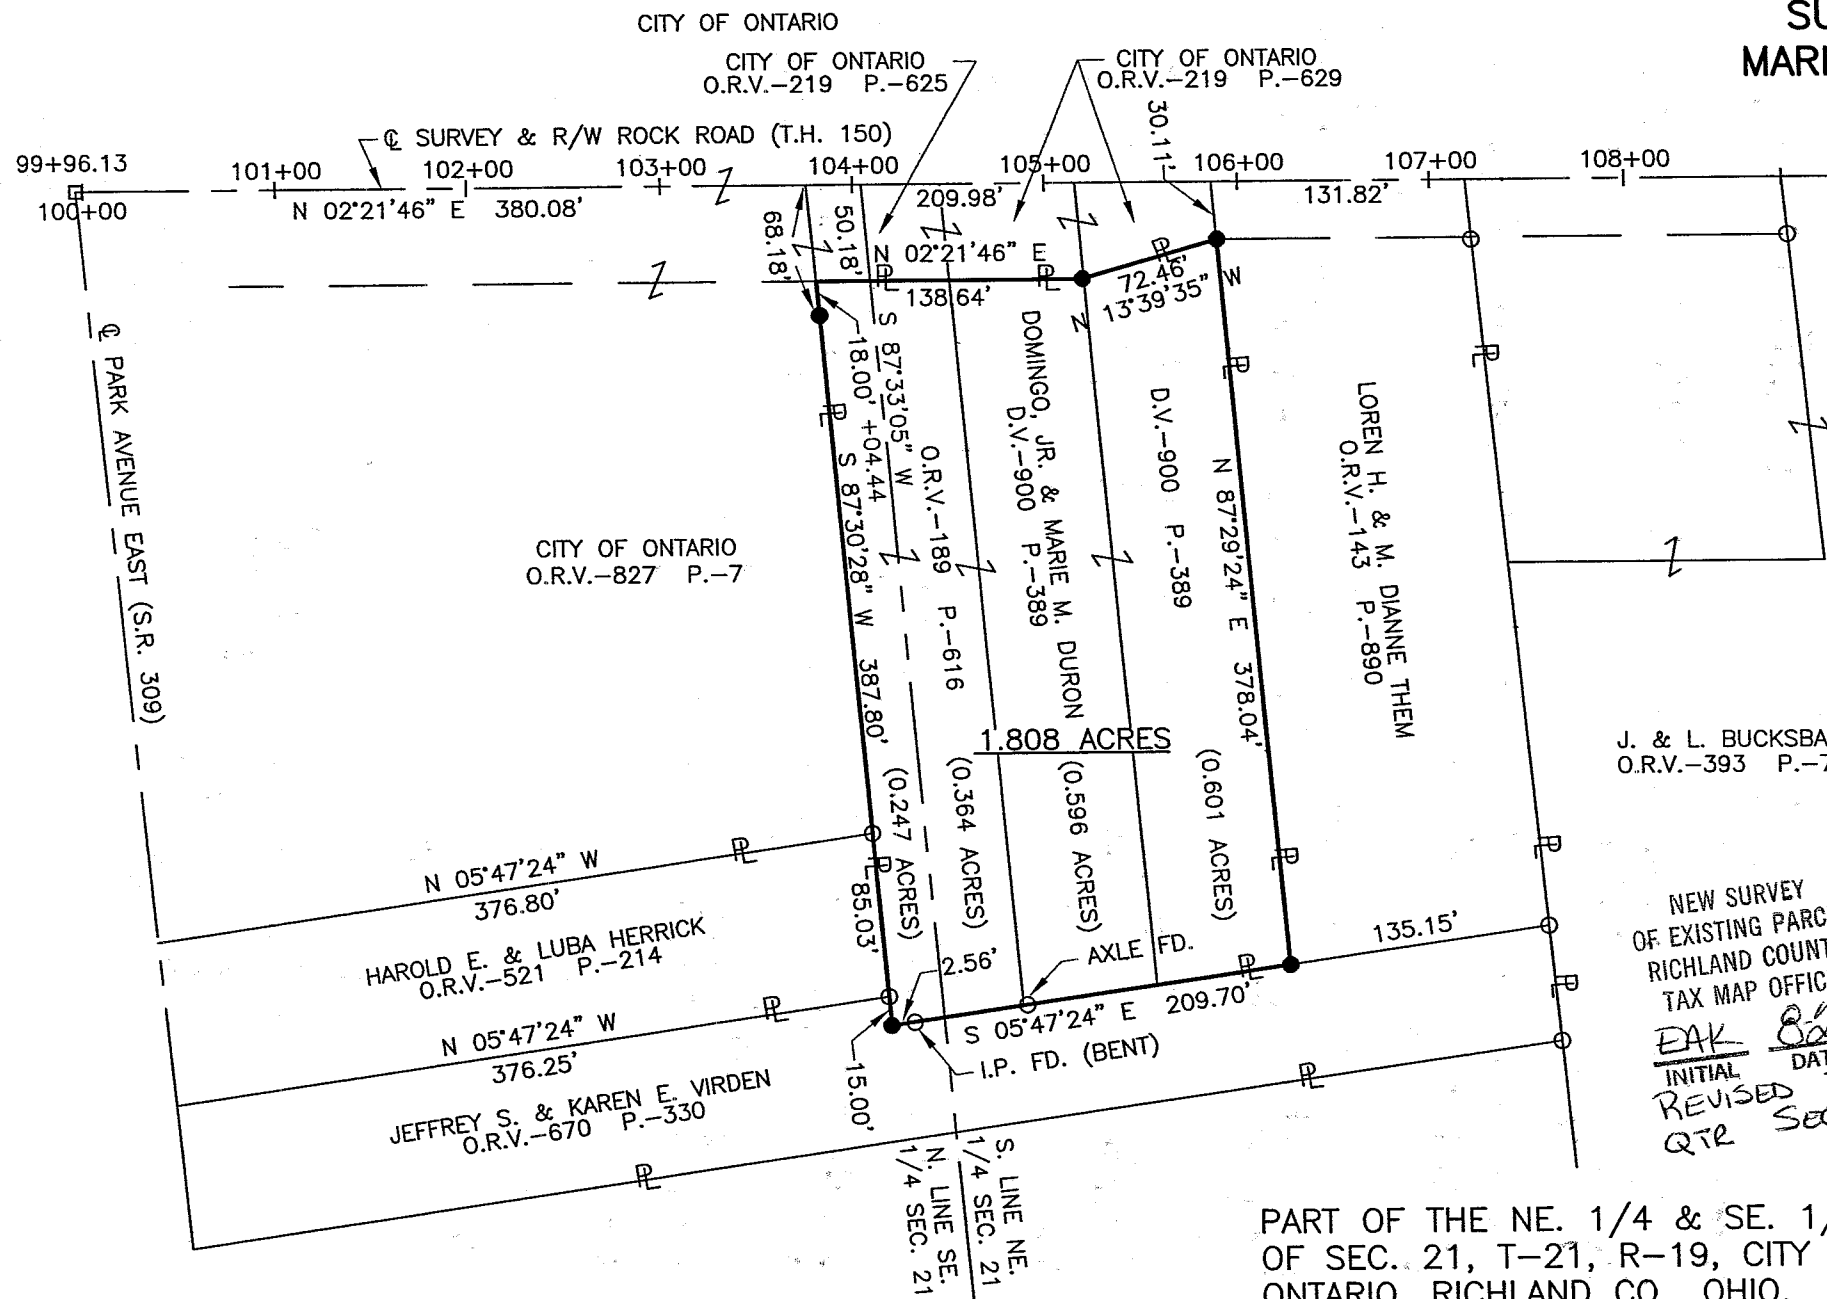 CITY OF ONTARIO
SU
MARI
CITY OF ONTARIO
O.R.V.-219 P.-625
CITY OF ONTARIO
O.R.V.-219 P.-629
℄ SURVEY & R/W ROCK ROAD (T.H. 150)
30.11'
99+96.13
100+00
101+00
102+00
103+00
104+00
105+00
106+00
107+00
108+00
N 02°21'46" E 380.08'
209.98'
131.82'
68.18'
50.18'
N 02°21'46" E
138.64'
72.46'
N 13°39'35" W
18.00'
+04.44
S 87°33'05" W
℄ PARK AVENUE EAST (S.R. 309)
CITY OF ONTARIO
O.R.V.-827 P.-7
S 87°30'28" W 387.80'
O.R.V.-189 P.-616
DOMINGO, JR. & MARIE M. DURON
D.V.-900 P.-389
D.V.-900 P.-389
N 87°29'24" E 378.04'
LOREN H. & M. DIANNE THEM
O.R.V.-143 P.-890
1.808 ACRES
(0.247 ACRES)
(0.364 ACRES)
(0.596 ACRES)
(0.601 ACRES)
J. & L. BUCKSBA
O.R.V.-393 P.-7
N 05°47'24" W
376.80'
85.03'
HAROLD E. & LUBA HERRICK
O.R.V.-521 P.-214
2.56'
AXLE FD.
135.15'
S 05°47'24" E 209.70'
I.P. FD. (BENT)
N 05°47'24" W
376.25'
15.00'
JEFFREY S. & KAREN E. VIRDEN
O.R.V.-670 P.-330
N. LINE SE.
1/4 SEC. 21
S. LINE NE.
1/4 SEC. 21
NEW SURVEY
OF EXISTING PARC
RICHLAND COUNT
TAX MAP OFFIC
EAK
INITIAL DAT
REVISED
QTR SEC
PART OF THE NE. 1/4 & SE. 1/
OF SEC. 21, T-21, R-19, CITY
ONTARIO, RICHLAND CO., OHIO.